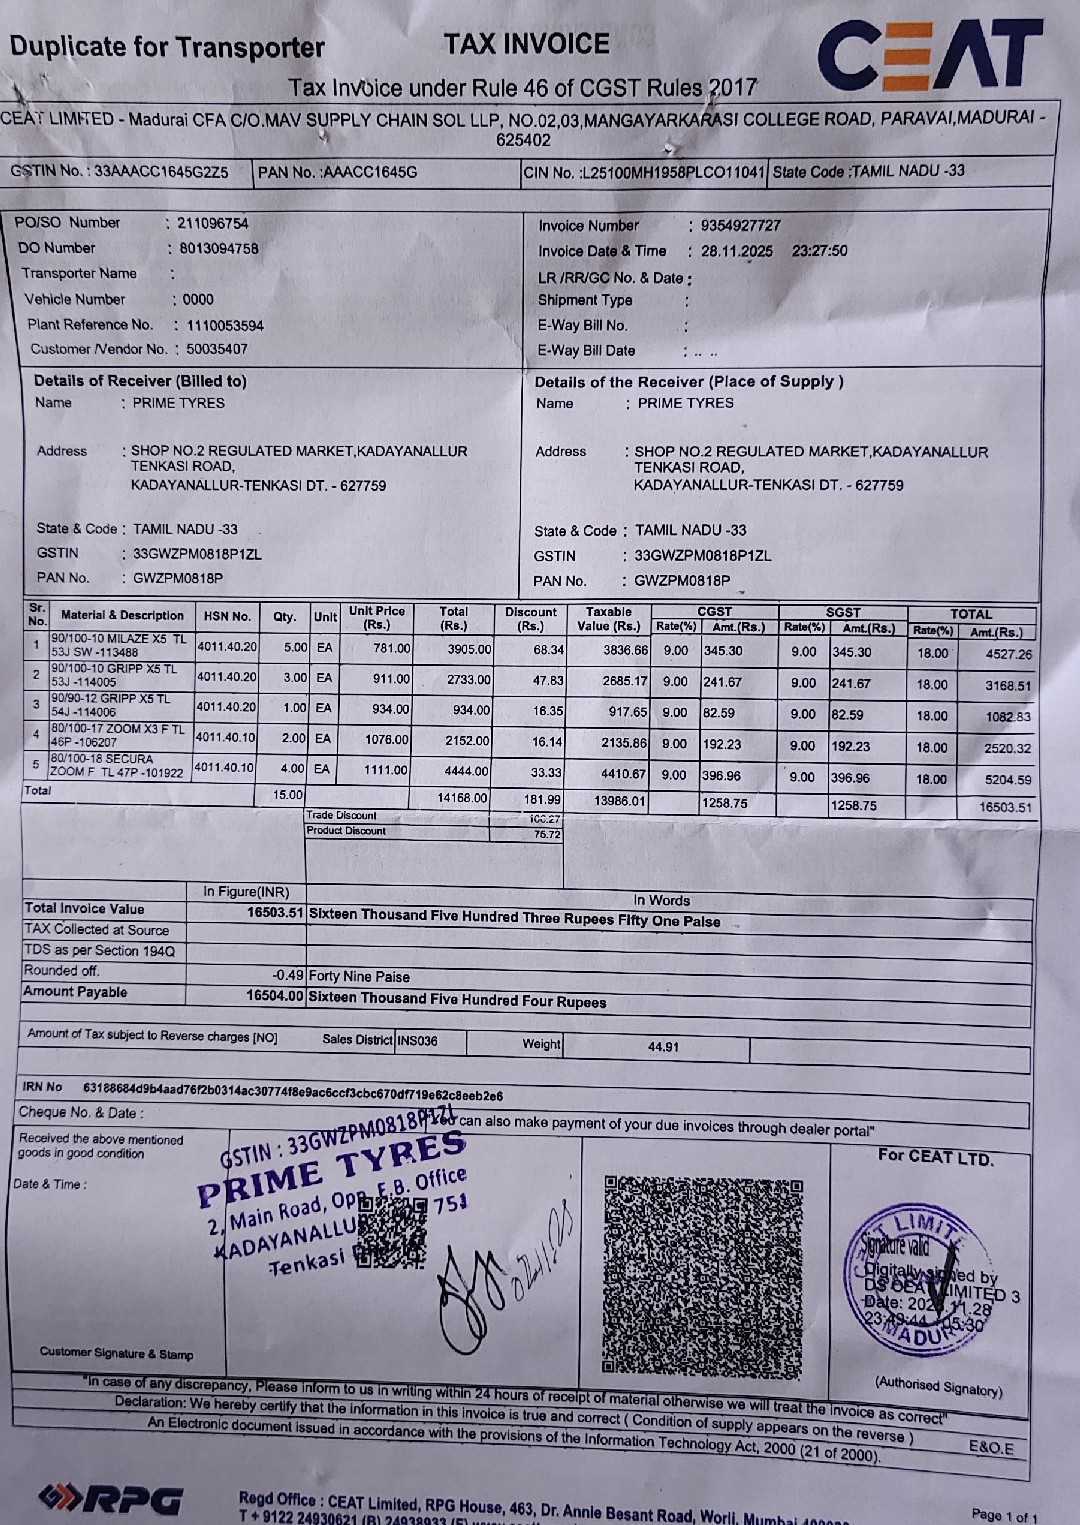 Duplicate for Transporter
TAX INVOICE
CEAT
Tax Invoice under Rule 46 of CGST Rules 2017
CEAT LIMITED - Madurai CFA C/O.MAV SUPPLY CHAIN SOL LLP, NO.02,03,MANGAYARKARASI COLLEGE ROAD, PARAVAI,MADURAI -
625402
GSTIN No. : 33AAACC1645G2Z5 PAN No. :AAACC1645G CIN No. :L25100MH1958PLCO11041 State Code :TAMIL NADU -33
PO/SO Number : 211096754
DO Number : 8013094758
Transporter Name :
Vehicle Number : 0000
Plant Reference No. : 1110053594
Customer /Vendor No. : 50035407
Invoice Number : 9354927727
Invoice Date & Time : 28.11.2025 23:27:50
LR /RR/GC No. & Date :
Shipment Type :
E-Way Bill No. :
E-Way Bill Date : .. ..
Details of Receiver (Billed to)
Name : PRIME TYRES
Address : SHOP NO.2 REGULATED MARKET,KADAYANALLUR
TENKASI ROAD,
KADAYANALLUR-TENKASI DT. - 627759
State & Code : TAMIL NADU -33
GSTIN : 33GWZPM0818P1ZL
PAN No. : GWZPM0818P
Details of the Receiver (Place of Supply )
Name : PRIME TYRES
Address : SHOP NO.2 REGULATED MARKET,KADAYANALLUR
TENKASI ROAD,
KADAYANALLUR-TENKASI DT. - 627759
State & Code : TAMIL NADU -33
GSTIN : 33GWZPM0818P1ZL
PAN No. : GWZPM0818P
Sr. No. Material & Description HSN No. Qty. Unit Unit Price (Rs.) Total (Rs.) Discount (Rs.) Taxable Value (Rs.) CGST SGST TOTAL
Rate(%) Amt.(Rs.) Rate(%) Amt.(Rs.) Rate(%) Amt.(Rs.)
1 90/100-10 MILAZE X5 TL 4011.40.20 5.00 EA 781.00 3905.00 68.34 3836.66 9.00 345.30 9.00 345.30 18.00 4527.26
53J SW -113488
2 90/100-10 GRIPP X5 TL 4011.40.20 3.00 EA 911.00 2733.00 47.83 2685.17 9.00 241.67 9.00 241.67 18.00 3168.51
53J -114005
3 90/90-12 GRIPP X5 TL 4011.40.20 1.00 EA 934.00 934.00 16.35 917.65 9.00 82.59 9.00 82.59 18.00 1082.83
54J -114006
4 80/100-17 ZOOM X3 F TL 4011.40.10 2.00 EA 1076.00 2152.00 16.14 2135.86 9.00 192.23 9.00 192.23 18.00 2520.32
46P -106207
5 80/100-18 SECURA 4011.40.10 4.00 EA 1111.00 4444.00 33.33 4410.67 9.00 396.96 9.00 396.96 18.00 5204.59
ZOOM F TL 47P -101922
Total 15.00 14168.00 181.99 13986.01 1258.75 1258.75 16503.51
Trade Discount
Product Discount 76.72
In Figure(INR) In Words
Total Invoice Value 16503.51 Sixteen Thousand Five Hundred Three Rupees Fifty One Paise
TAX Collected at Source
TDS as per Section 194Q
Rounded off. -0.49 Forty Nine Paise
Amount Payable 16504.00 Sixteen Thousand Five Hundred Four Rupees
Amount of Tax subject to Reverse charges [NO] Sales District INS036 Weight 44.91
IRN No 63188684d9b4aad76f2b0314ac30774f8e9ac6ccf3cbc670df719e62c8eeb2e6
Cheque No. & Date :
can also make payment of your due invoices through dealer portal"
Received the above mentioned
goods in good condition
Date & Time :
GSTIN : 33GWZPM0818P1ZL
PRIME TYRES
2, Main Road, Opp. E.B. Office
KADAYANALLUR 751
Tenkasi
Customer Signature & Stamp
For CEAT LTD.
CEAT LIMITED
MADURAI
Signature valid
Digitally signed by
DS CEAT LIMITED 3
Date: 2025.11.28
05:30
(Authorised Signatory)
"In case of any discrepancy, Please inform to us in writing within 24 hours of receipt of material otherwise we will treat the invoice as correct"
Declaration: We hereby certify that the information in this invoice is true and correct ( Condition of supply appears on the reverse )
An Electronic document issued in accordance with the provisions of the Information Technology Act, 2000 (21 of 2000).
E&O.E
RPG
Regd Office : CEAT Limited, RPG House, 463, Dr. Annie Besant Road, Worli, Mumbai
T + 9122 24930621 (B) 24938933
Page 1 of 1